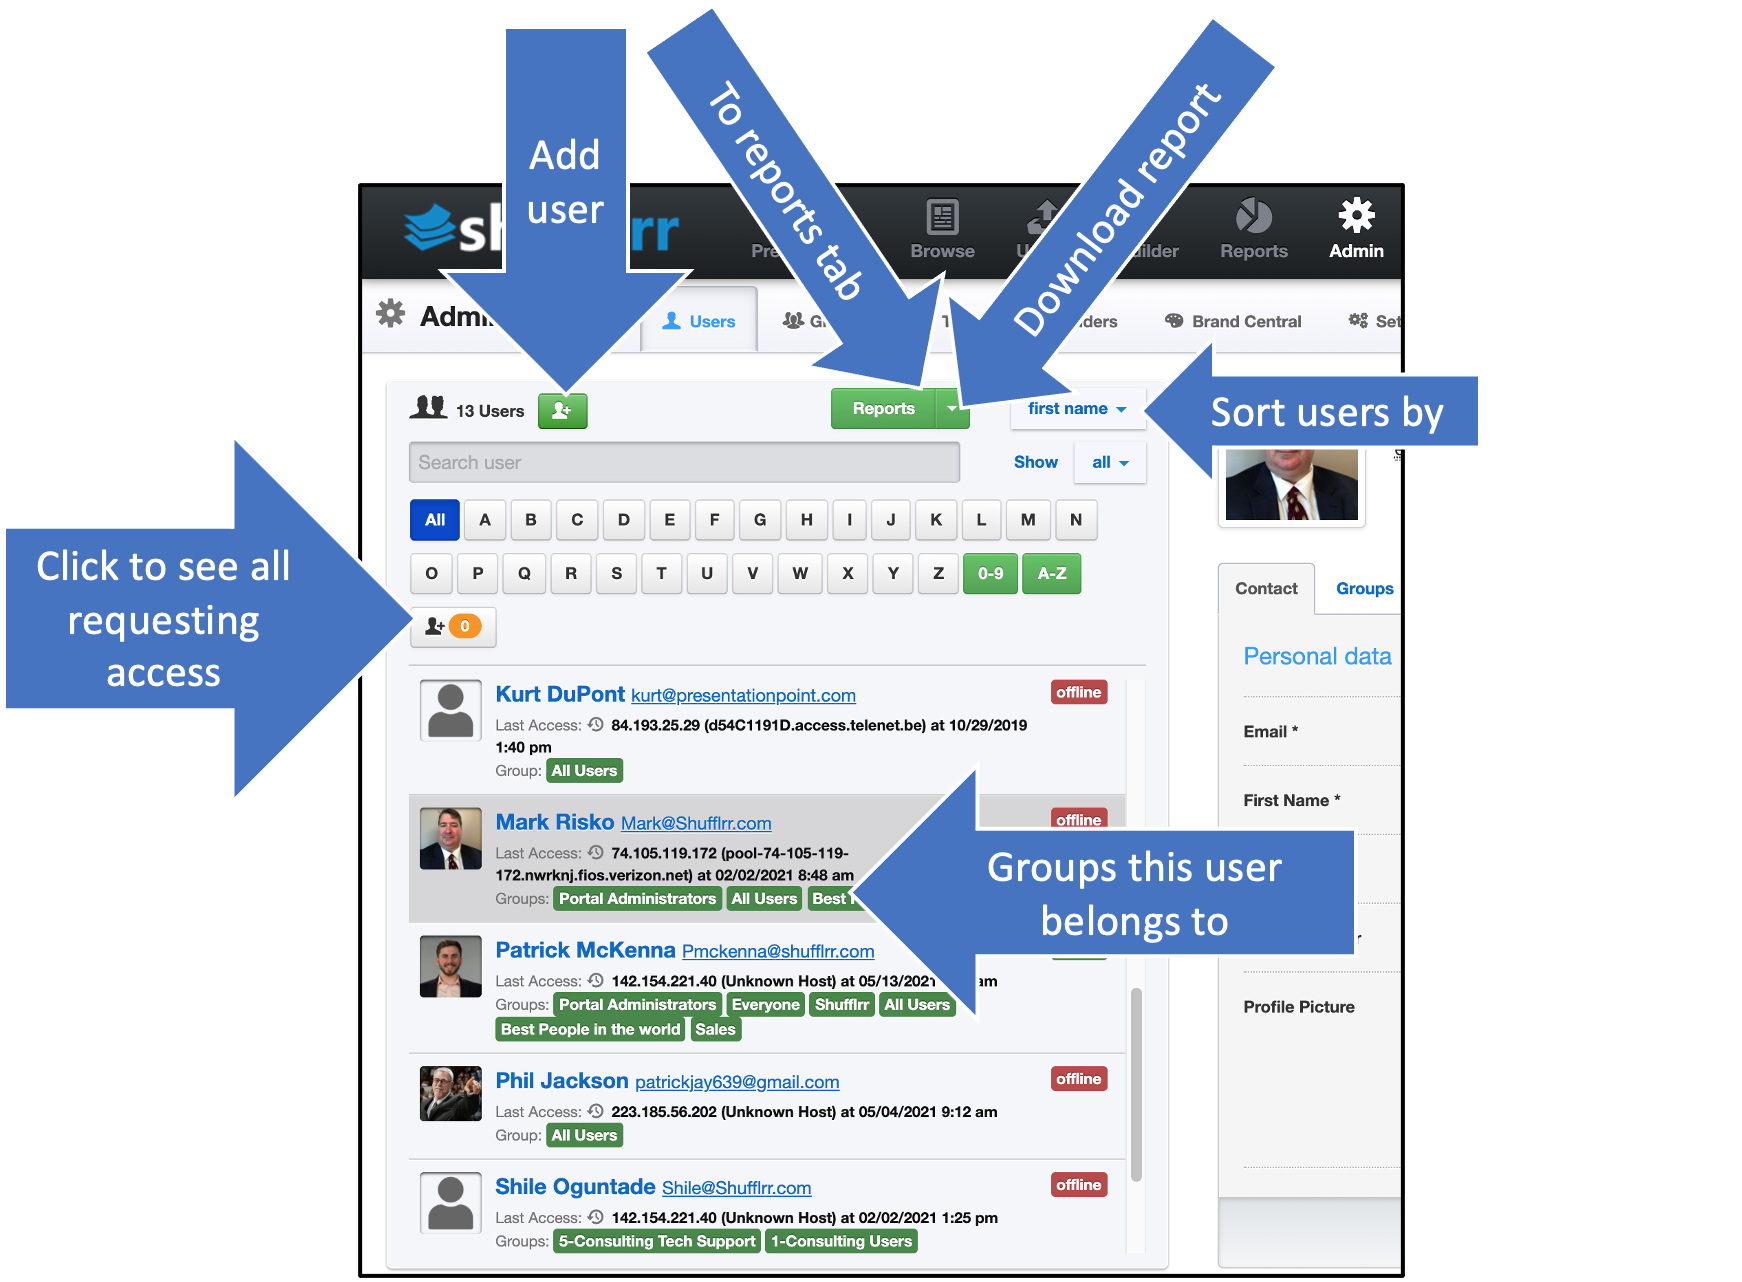 Add
user
To reports tab
Download report
sh rr
Browse
Reports
Admin
Users
Brand Central
13 Users
Reports
first name
Sort users by
Search user
Show
all
All A B C D E F G H I J K L M N
O P Q R S T U V W X Y Z 0-9 A-Z
0
Click to see all
requesting
access
Contact
Groups
Personal data
Email *
First Name *
Profile Picture
Kurt DuPont kurt@presentationpoint.com
offline
Last Access: 84.193.25.29 (d54C1191D.access.telenet.be) at 10/29/2019
1:40 pm
Group: All Users
Mark Risko Mark@Shufflrr.com
offline
Last Access: 74.105.119.172 (pool-74-105-119-
172.nwrknj.fios.verizon.net) at 02/02/2021 8:48 am
Groups: Portal Administrators All Users Best
Groups this user
belongs to
Patrick McKenna Pmckenna@shufflrr.com
Last Access: 142.154.221.40 (Unknown Host) at 05/13/2021 am
Groups: Portal Administrators Everyone Shufflrr All Users
Best People in the world Sales
Phil Jackson patrickjay639@gmail.com
offline
Last Access: 223.185.56.202 (Unknown Host) at 05/04/2021 9:12 am
Group: All Users
Shile Oguntade Shile@Shufflrr.com
offline
Last Access: 142.154.221.40 (Unknown Host) at 02/02/2021 1:25 pm
Groups: 5-Consulting Tech Support 1-Consulting Users